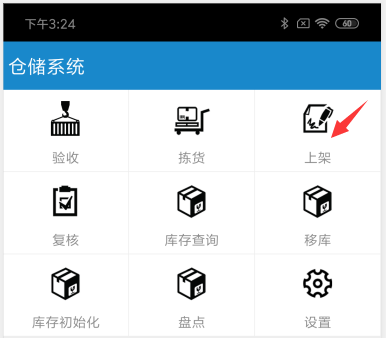 下午3:24
60
仓储系统
验收 拣货 上架
复核 库存查询 移库
库存初始化 盘点 设置